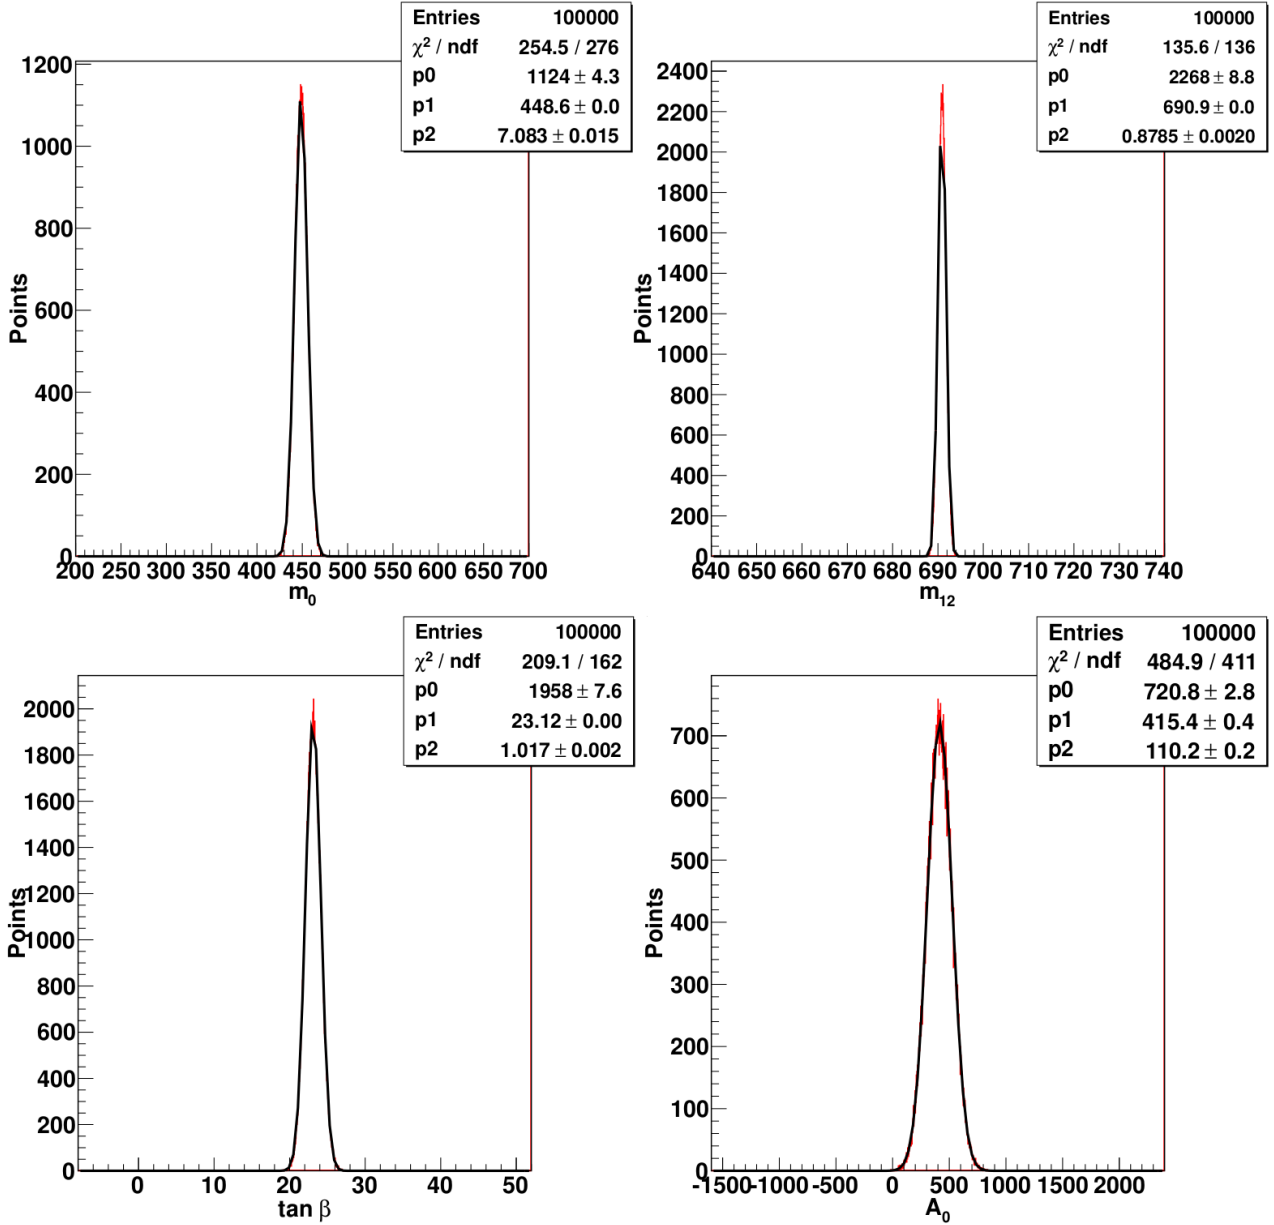 Entries 100000
χ² / ndf 254.5 / 276
p0 1124 ± 4.3
p1 448.6 ± 0.0
p2 7.083 ± 0.015
1200
1000
800
600
400
200
0
Points
200 250 300 350 400 450 500 550 600 650 700
m₀
Entries 100000
χ² / ndf 135.6 / 136
p0 2268 ± 8.8
p1 690.9 ± 0.0
p2 0.8785 ± 0.0020
2400
2200
2000
1800
1600
1400
1200
1000
800
600
400
200
0
Points
640 650 660 670 680 690 700 710 720 730 740
m₁₂
Entries 100000
χ² / ndf 209.1 / 162
p0 1958 ± 7.6
p1 23.12 ± 0.00
p2 1.017 ± 0.002
2000
1800
1600
1400
1200
1000
800
600
400
200
0
Points
0 10 20 30 40 50
tan β
Entries 100000
χ² / ndf 484.9 / 411
p0 720.8 ± 2.8
p1 415.4 ± 0.4
p2 110.2 ± 0.2
700
600
500
400
300
200
100
0
Points
-1500 -1000 -500 0 500 1000 1500 2000
A₀